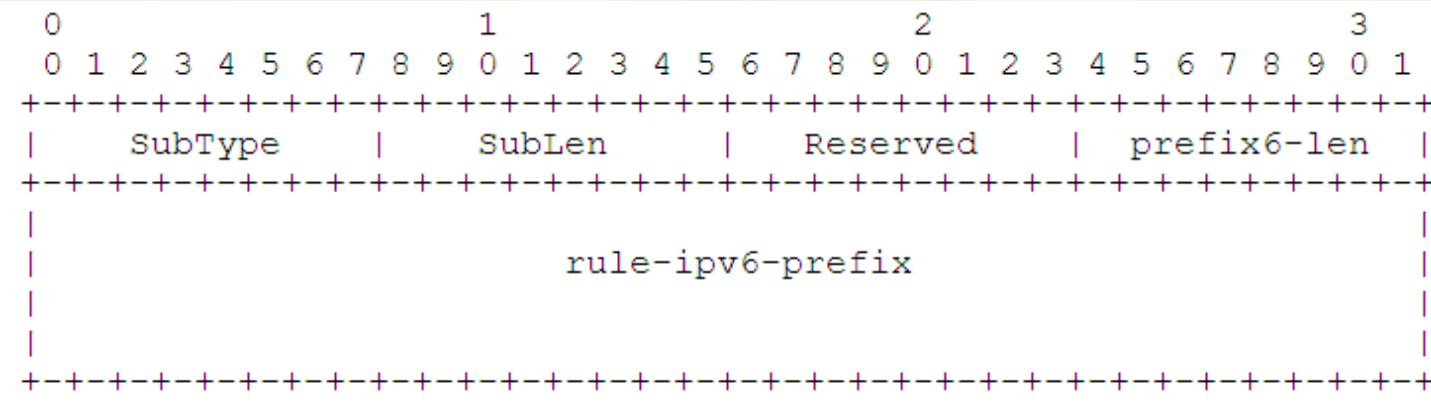 0                   1                   2                   3
0 1 2 3 4 5 6 7 8 9 0 1 2 3 4 5 6 7 8 9 0 1 2 3 4 5 6 7 8 9 0 1
+-+-+-+-+-+-+-+-+-+-+-+-+-+-+-+-+-+-+-+-+-+-+-+-+-+-+-+-+-+-+-+-+
|    SubType    |    SubLen     |   Reserved    |  prefix6-len  |
+-+-+-+-+-+-+-+-+-+-+-+-+-+-+-+-+-+-+-+-+-+-+-+-+-+-+-+-+-+-+-+-+
|                                                               |
|                        rule-ipv6-prefix                       |
|                                                               |
|                                                               |
+-+-+-+-+-+-+-+-+-+-+-+-+-+-+-+-+-+-+-+-+-+-+-+-+-+-+-+-+-+-+-+-+